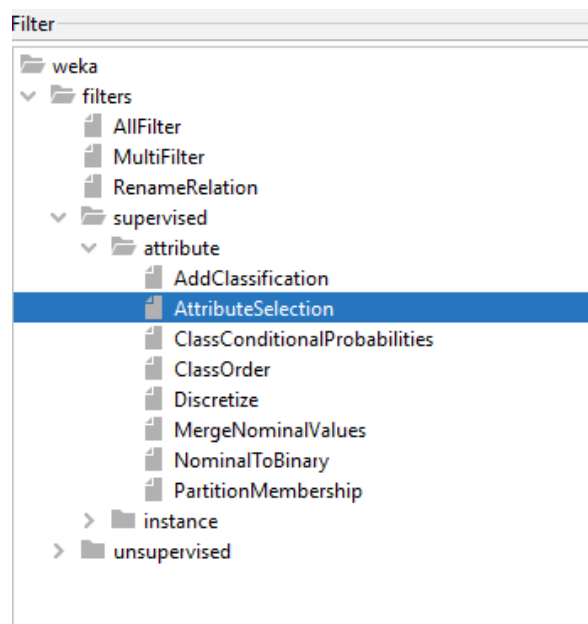 Filter
weka
filters
AllFilter
MultiFilter
RenameRelation
supervised
attribute
AddClassification
AttributeSelection
ClassConditionalProbabilities
ClassOrder
Discretize
MergeNominalValues
NominalToBinary
PartitionMembership
instance
unsupervised